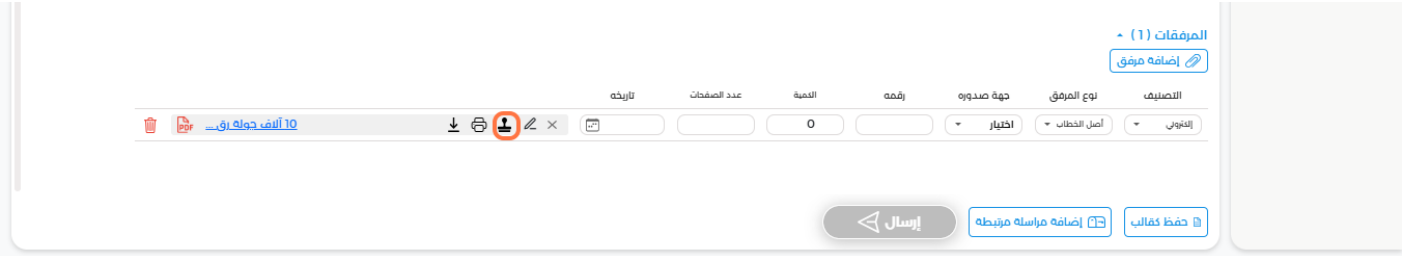 المرفقات (1)
إضافة مرفق
التصنيف نوع المرفق جهة صدوره رقمه الكمية عدد الصفحات تاريخه
إلكتروني أصل الخطاب اختيار 0 10 آلاف جولة رق ... PDF
حفظ كقالب إضافة مراسلة مرتبطة إرسال